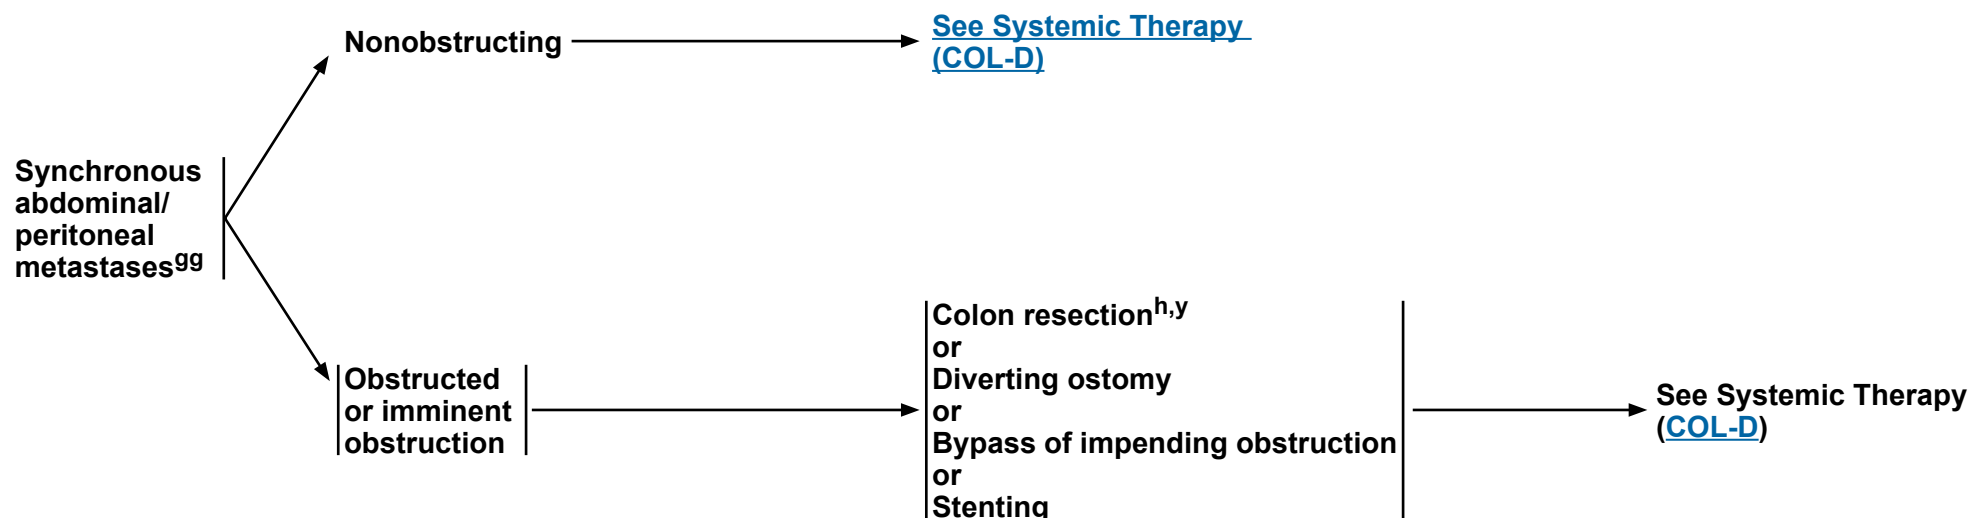 Nonobstructing
See Systemic Therapy
(COL-D)
Synchronous
abdominal/
peritoneal
metastasesgg
Obstructed
or imminent
obstruction
Colon resectionh,y
or
Diverting ostomy
or
Bypass of impending obstruction
or
Stenting
See Systemic Therapy
(COL-D)